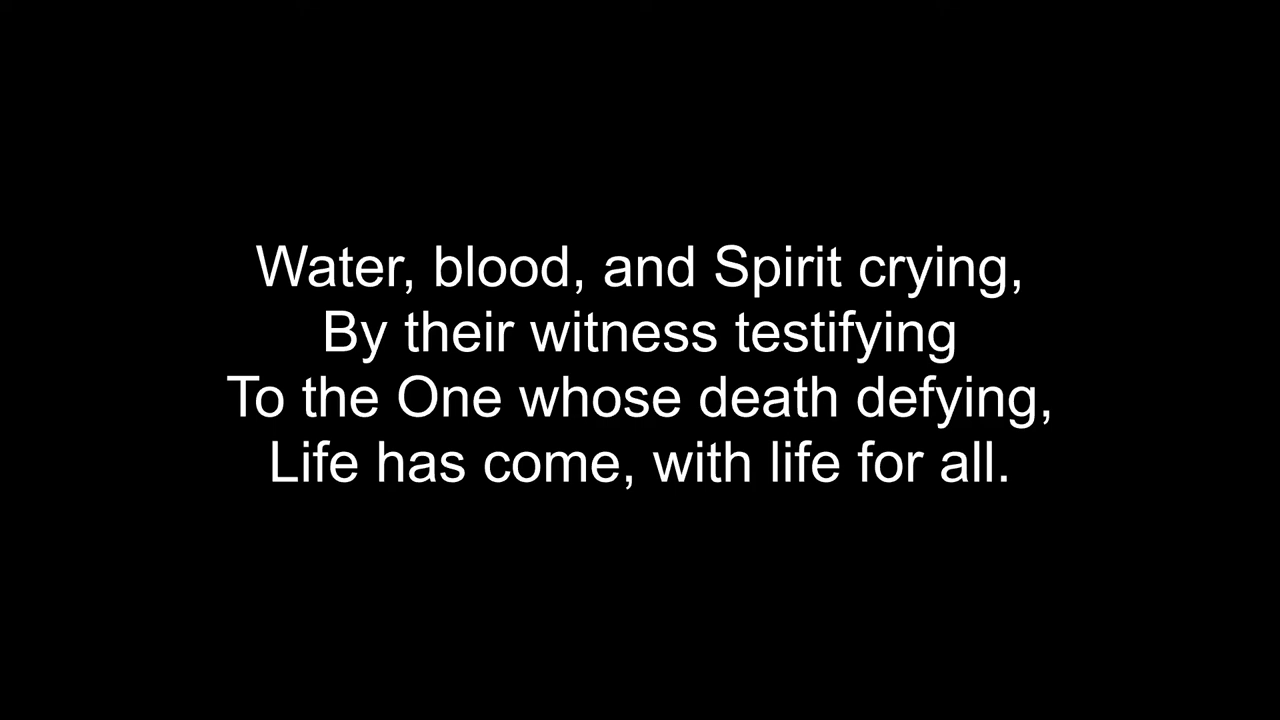 Water, blood, and Spirit crying,
By their witness testifying
To the One whose death defying,
Life has come, with life for all.